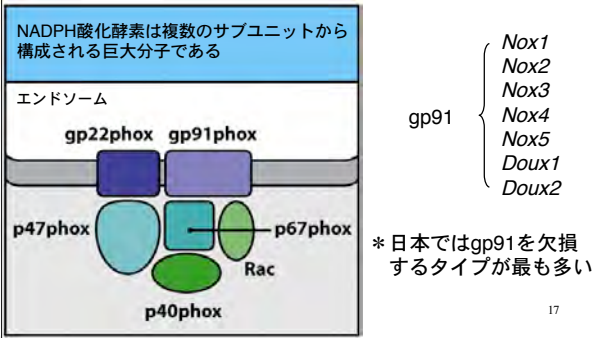 NADPH酸化酵素は複数のサブユニットから
構成される巨大分子である
エンドソーム
gp22phox gp91phox
p47phox
p67phox
Rac
p40phox
gp91
Nox1
Nox2
Nox3
Nox4
Nox5
Doux1
Doux2
＊日本ではgp91を欠損
するタイプが最も多い
17